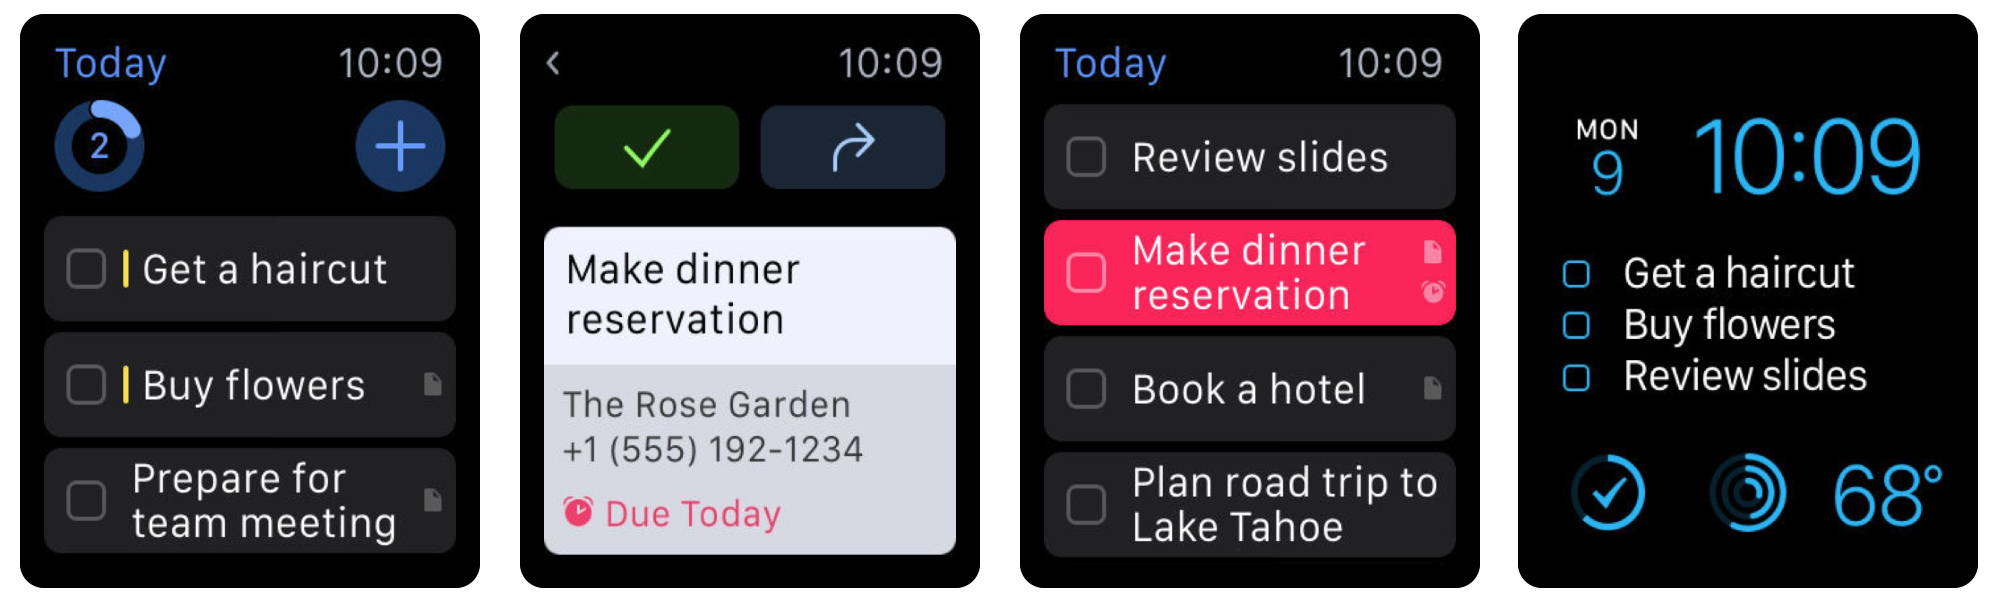 Today 10:09
2
Get a haircut
Buy flowers
Prepare for
team meeting
10:09
Make dinner
reservation
The Rose Garden
+1 (555) 192-1234
Due Today
Today 10:09
Review slides
Make dinner
reservation
Book a hotel
Plan road trip to
Lake Tahoe
MON
9
10:09
Get a haircut
Buy flowers
Review slides
68°